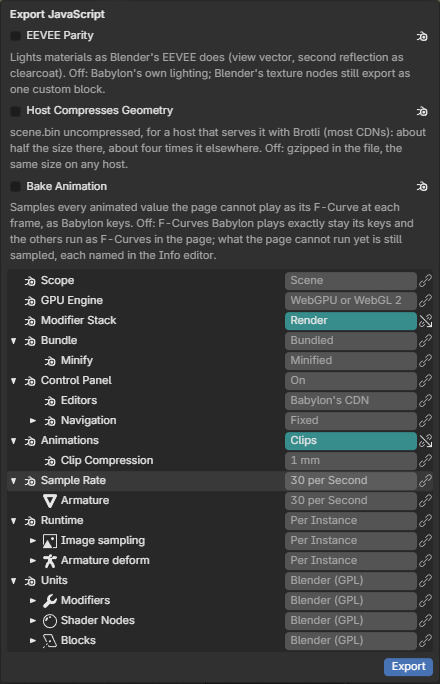 Export JavaScript
EEVEE Parity
Lights materials as Blender's EEVEE does (view vector, second reflection as
clearcoat). Off: Babylon's own lighting; Blender's texture nodes still export as
one custom block.
Host Compresses Geometry
scene.bin uncompressed, for a host that serves it with Brotli (most CDNs): about
half the size there, about four times it elsewhere. Off: gzipped in the file, the
same size on any host.
Bake Animation
Samples every animated value the page cannot play as its F-Curve at each
frame, as Babylon keys. Off: F-Curves Babylon plays exactly stay its keys and
the others run as F-Curves in the page; what the page cannot run yet is still
sampled, each named in the Info editor.
Scope Scene
GPU Engine WebGPU or WebGL 2
Modifier Stack Render
Bundle Bundled
Minify Minified
Control Panel On
Editors Babylon's CDN
Navigation Fixed
Animations Clips
Clip Compression 1 mm
Sample Rate 30 per Second
Armature 30 per Second
Runtime Per Instance
Image sampling Per Instance
Armature deform Per Instance
Units Blender (GPL)
Modifiers Blender (GPL)
Shader Nodes Blender (GPL)
Blocks Blender (GPL)
Export